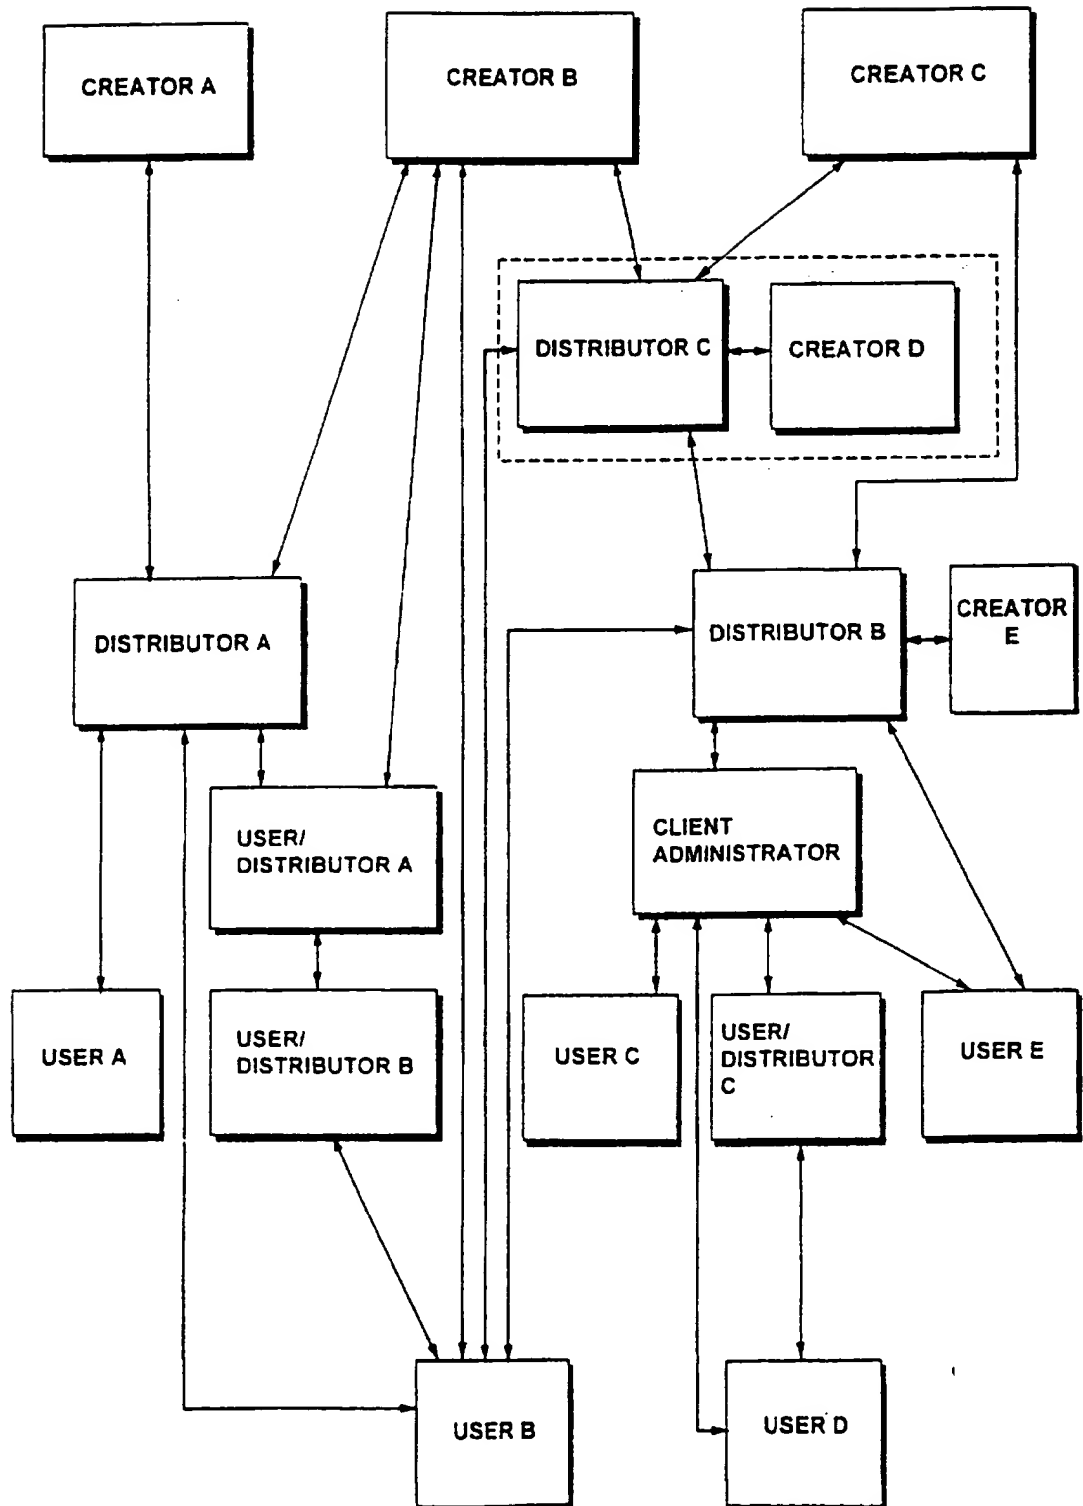 CREATOR A
CREATOR B
CREATOR C
DISTRIBUTOR C
CREATOR D
DISTRIBUTOR A
DISTRIBUTOR B
CREATOR
E
USER/
DISTRIBUTOR A
CLIENT
ADMINISTRATOR
USER A
USER/
DISTRIBUTOR B
USER C
USER/
DISTRIBUTOR
C
USER E
USER B
USER D